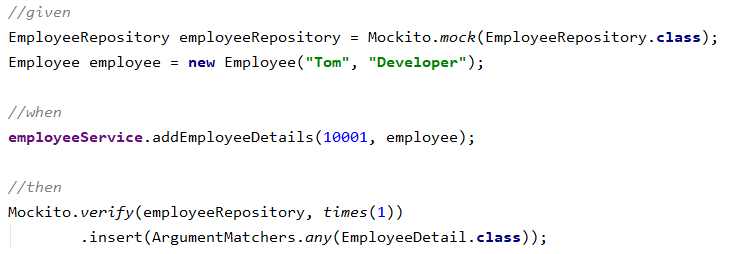 //given
EmployeeRepository employeeRepository = Mockito.mock(EmployeeRepository.class);
Employee employee = new Employee("Tom", "Developer");
//when
employeeService.addEmployeeDetails(10001, employee);
//then
Mockito.verify(employeeRepository, times(1))
.insert(ArgumentMatchers.any(EmployeeDetail.class));